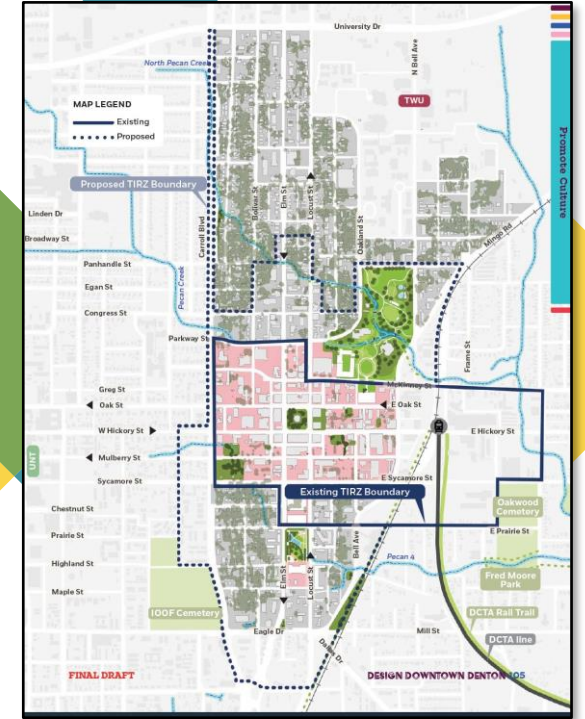 University Dr
North Pecan Creek
N Bell Ave
MAP LEGEND
Existing
Proposed
TWU
Promote Culture
Proposed TIRZ Boundary
Bolivar St
Elm St
Locust St
Oakland St
Carroll Blvd
Linden Dr
Broadway St
Mingo Rd
Panhandle St
Pecan Creek
Egan St
Congress St
Parkway St
Frame St
McKinney St
Greg St
Oak St
E Oak St
W Hickory St
E Hickory St
UNT
Mulberry St
Sycamore St
E Sycamore St
Existing TIRZ Boundary
Oakwood
Cemetery
Chestnut St
Prairie St
E Prairie St
Bell Ave
Pecan 4
Highland St
Elm St
Locust St
Fred Moore
Park
Maple St
IOOF Cemetery
DCTA Rail Trail
Eagle Dr
Mill St
DCTA line
FINAL DRAFT
DESIGN DOWNTOWN DENTON 105